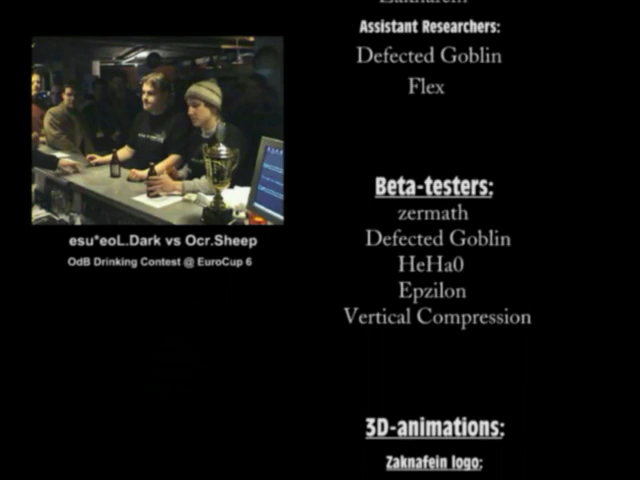 Zaknafein
Assistant Researchers:
Defected Goblin
Flex
esu*eoL.Dark vs Ocr.Sheep
OdB Drinking Contest @ EuroCup 6
Beta-testers:
zermath
Defected Goblin
HeHa0
Epzilon
Vertical Compression
3D-animations:
Zaknafein logo: